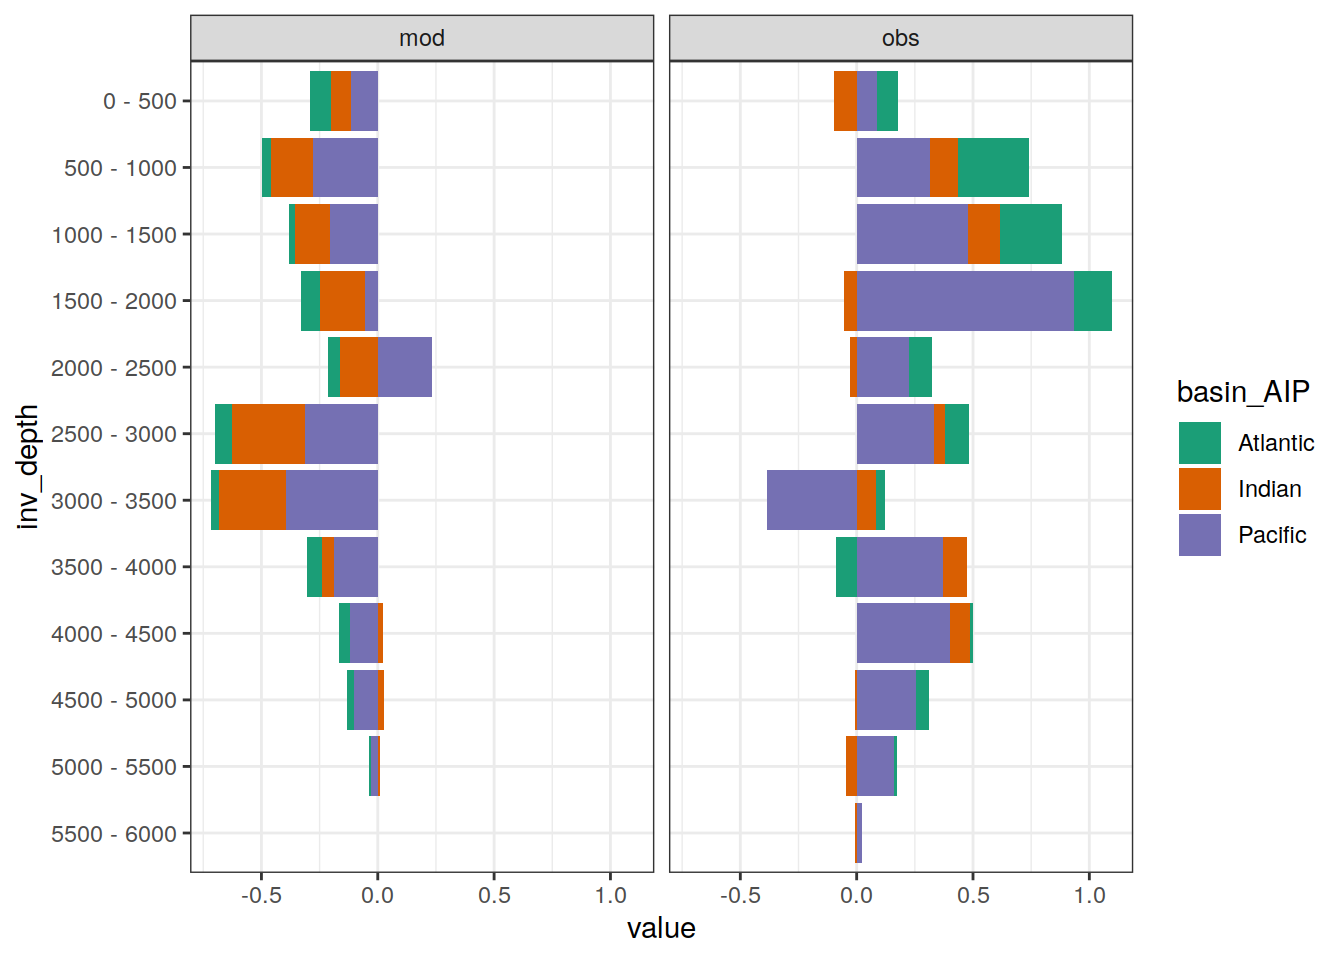 mod
obs
0 - 500
500 - 1000
1000 - 1500
1500 - 2000
2000 - 2500
2500 - 3000
3000 - 3500
3500 - 4000
4000 - 4500
4500 - 5000
5000 - 5500
5500 - 6000
inv_depth
-0.5 0.0 0.5 1.0
-0.5 0.0 0.5 1.0
value
basin_AIP
Atlantic
Indian
Pacific